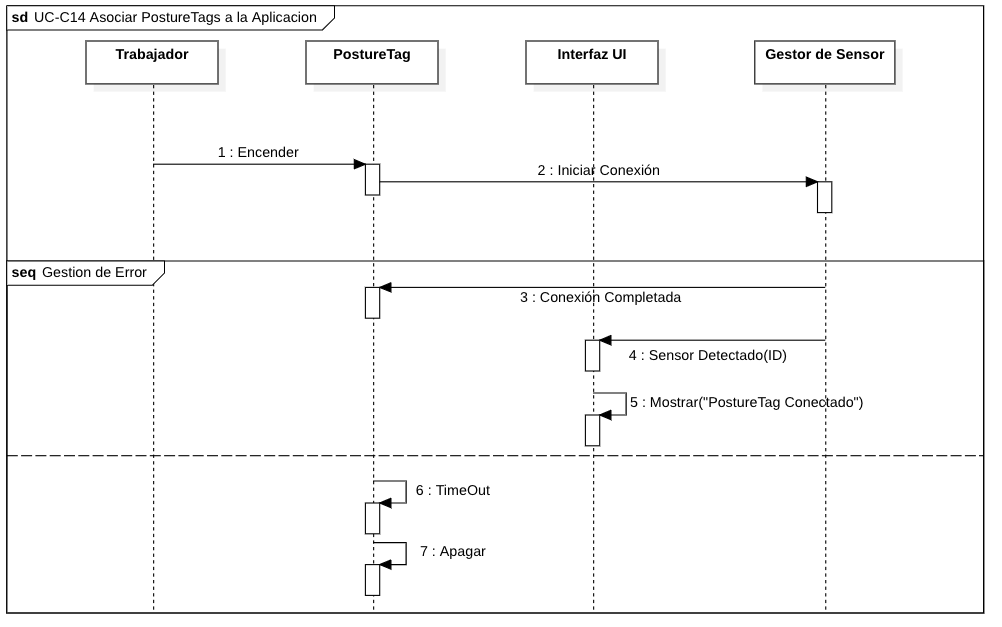 sd UC-C14 Asociar PostureTags a la Aplicacion
Trabajador
PostureTag
Interfaz UI
Gestor de Sensor
1 : Encender
2 : Iniciar Conexión
seq Gestion de Error
3 : Conexión Completada
4 : Sensor Detectado(ID)
5 : Mostrar("PostureTag Conectado")
6 : TimeOut
7 : Apagar